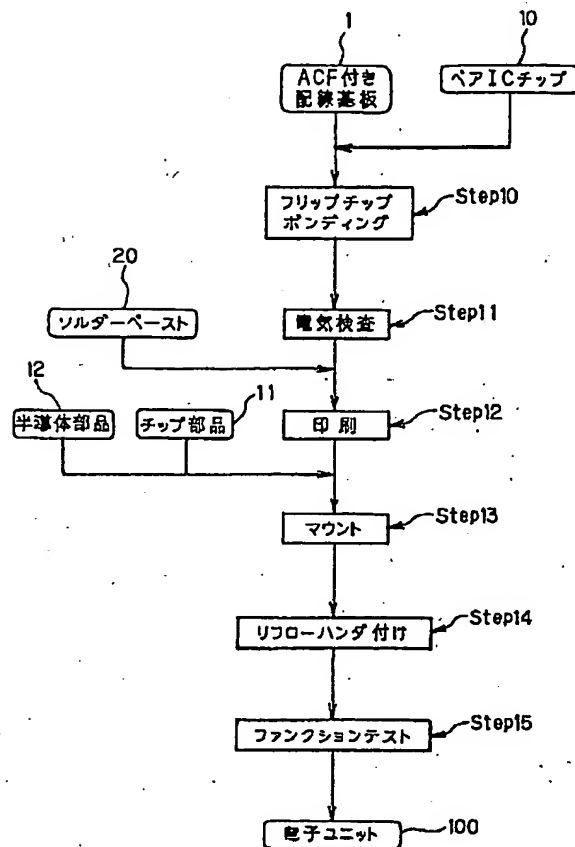 1
10
ACF付き
配線基板
ベアICチップ
フリップチップ
ボンディング
Step10
20
ソルダーペースト
電気検査
Step11
12
11
半導体部品
チップ部品
印刷
Step12
マウント
Step13
リフローハンダ付け
Step14
ファンクションテスト
Step15
電子ユニット
100